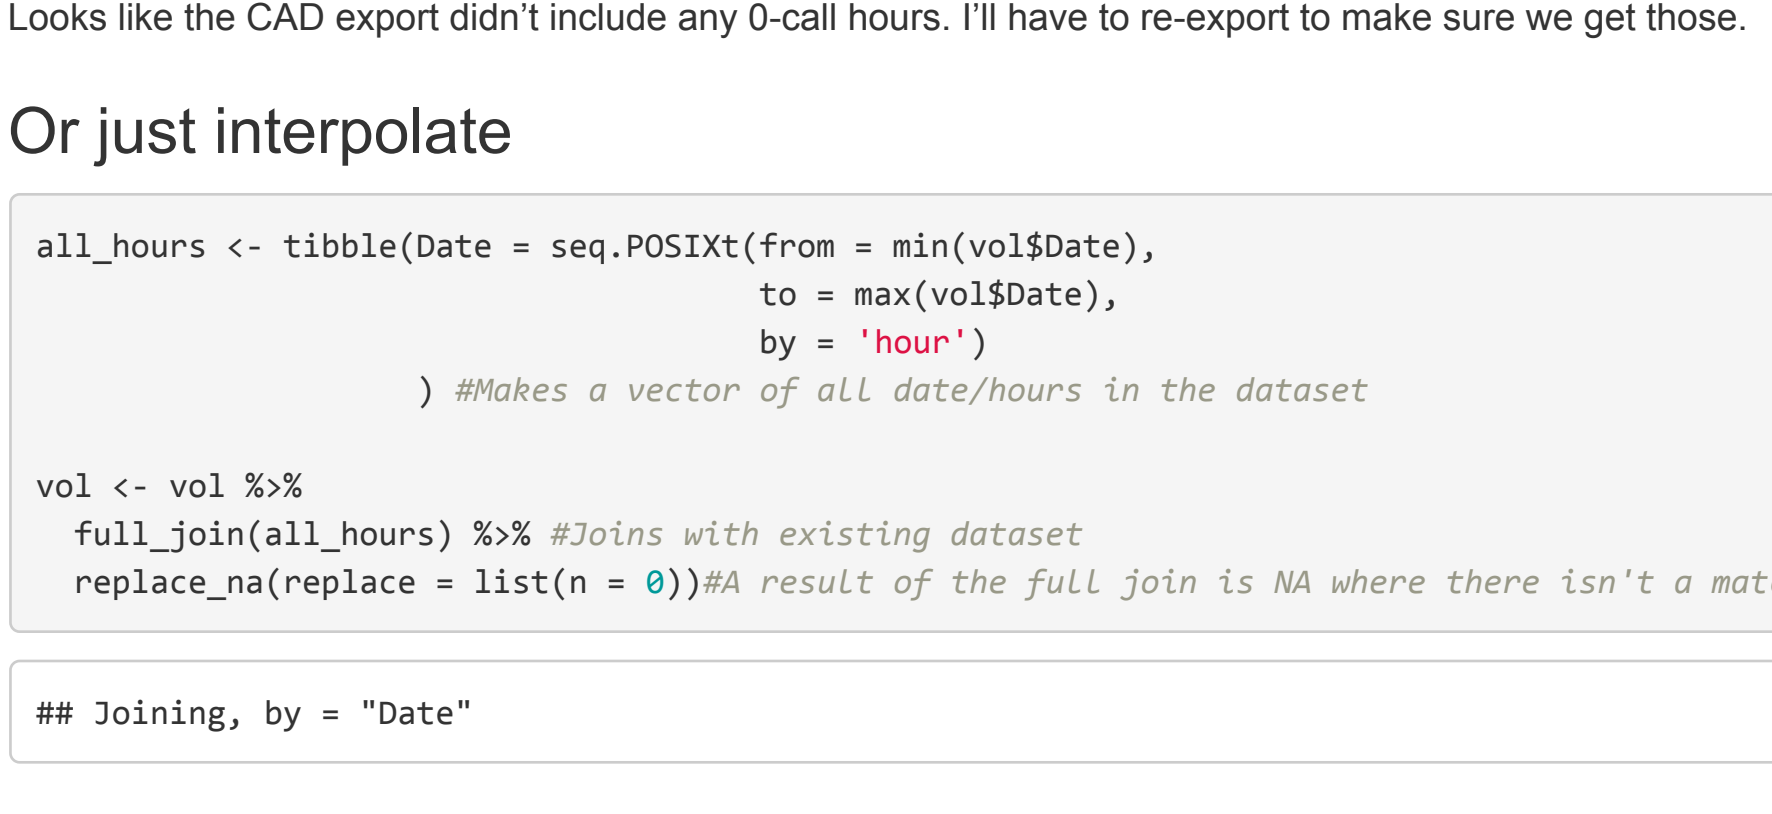 Looks like the CAD export didn’t include any 0-call hours. I’ll have to re-export to make sure we get those.
Or just interpolate
all_hours <- tibble(Date = seq.POSIXt(from = min(vol$Date),
to = max(vol$Date),
by = 'hour')
) #Makes a vector of all date/hours in the dataset
vol <- vol %>%
full_join(all_hours) %>% #Joins with existing dataset
replace_na(replace = list(n = 0))#A result of the full join is NA where there isn't a
## Joining, by = "Date"